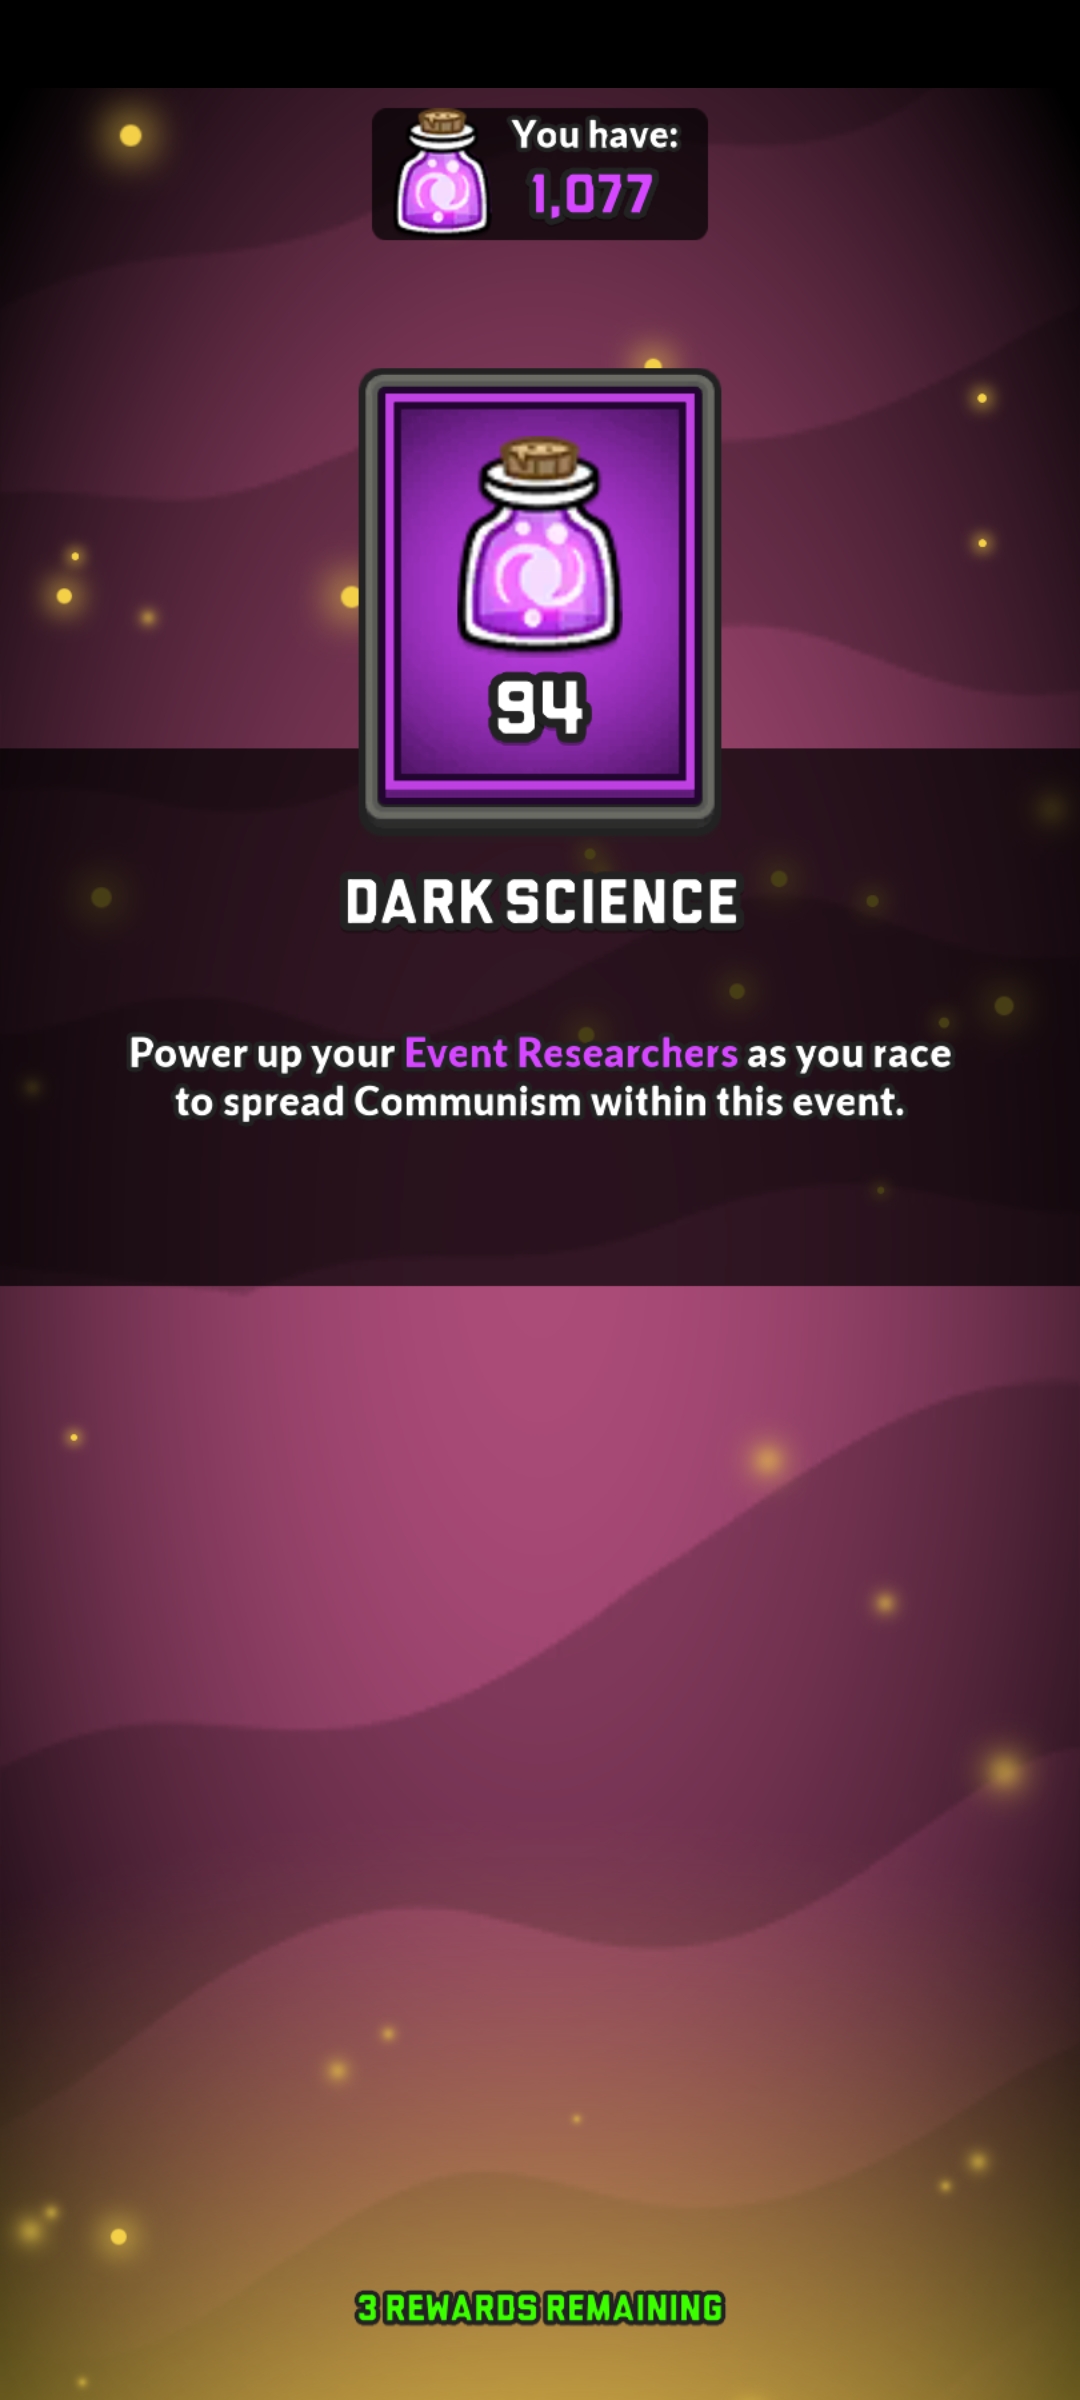 You have:
1,077
94
DARK SCIENCE
Power up your Event Researchers as you race
to spread Communism within this event.
3 REWARDS REMAINING